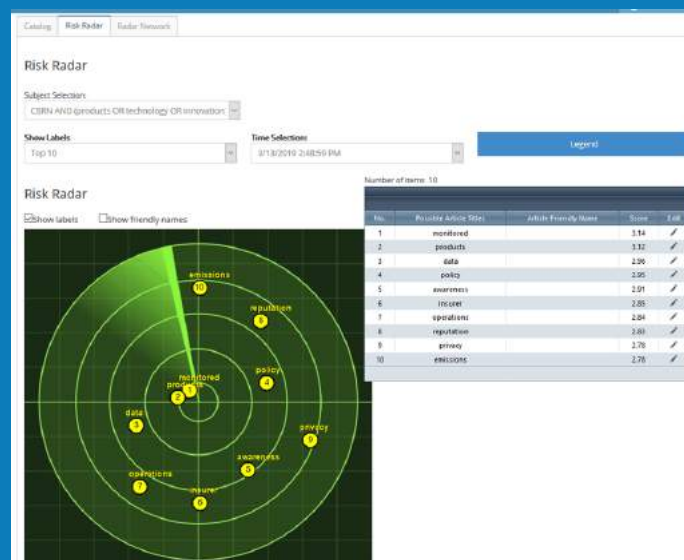 Catalog Risk Radar Radar Network
Risk Radar
Subject Selection:
CBRN AND (products OR technology OR innovation
Show Labels Time Selections
Top 10 9/13/2019 2:48:59 PM Legend
Number of items: 10
Risk Radar
Show labels Show friendly names
No. Possible Article Titles Article Friendly Name Score Edit
1 monitored 3.14
2 products 3.12
3 data 2.96
4 policy 2.95
5 awareness 2.91
6 insurer 2.85
7 operations 2.84
8 reputation 2.83
9 privacy 2.78
10 emissions 2.78
emissions
10
reputation
8
policy
4
monitored
1
products
2
data
3
privacy
9
awareness
5
operations
7
insurer
6